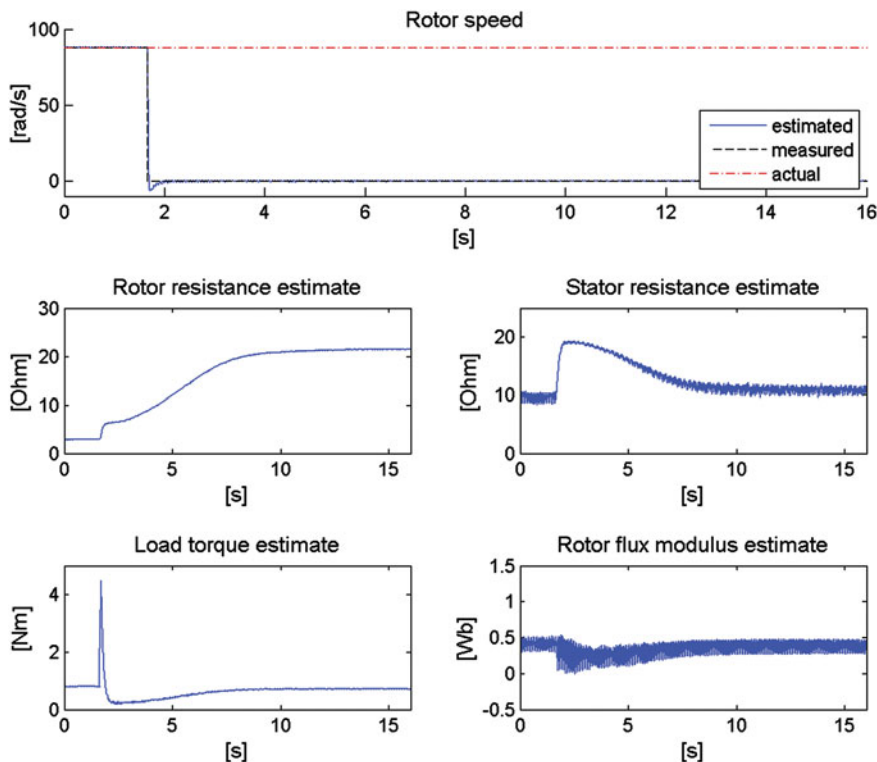 Rotor speed
100
50
0
[rad/s]
estimated
measured
actual
0 2 4 6 8 10 12 14 16
[s]
Rotor resistance estimate
30
20
10
0
[Ohm]
0 5 10 15
[s]
Stator resistance estimate
20
10
0
[Ohm]
0 5 10 15
[s]
Load torque estimate
4
2
0
[Nm]
0 5 10 15
[s]
Rotor flux modulus estimate
1.5
1
0.5
0
-0.5
[Wb]
0 5 10 15
[s]